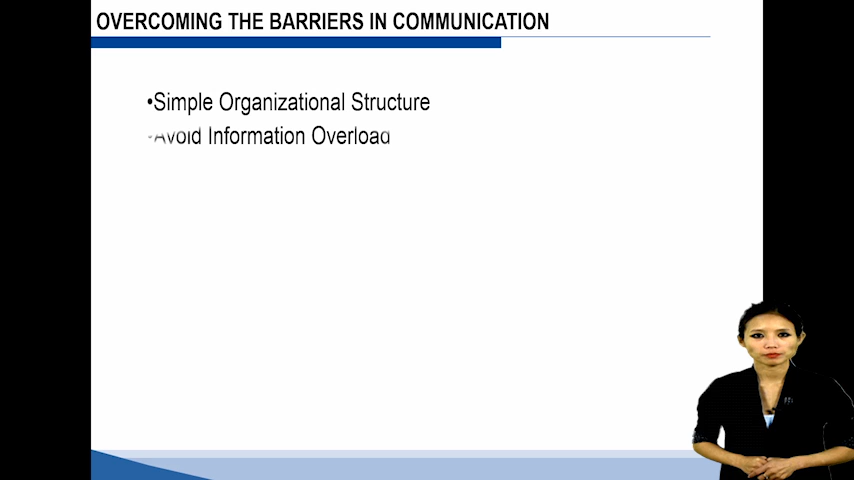 OVERCOMING THE BARRIERS IN COMMUNICATION
•Simple Organizational Structure
•Avoid Information Overload